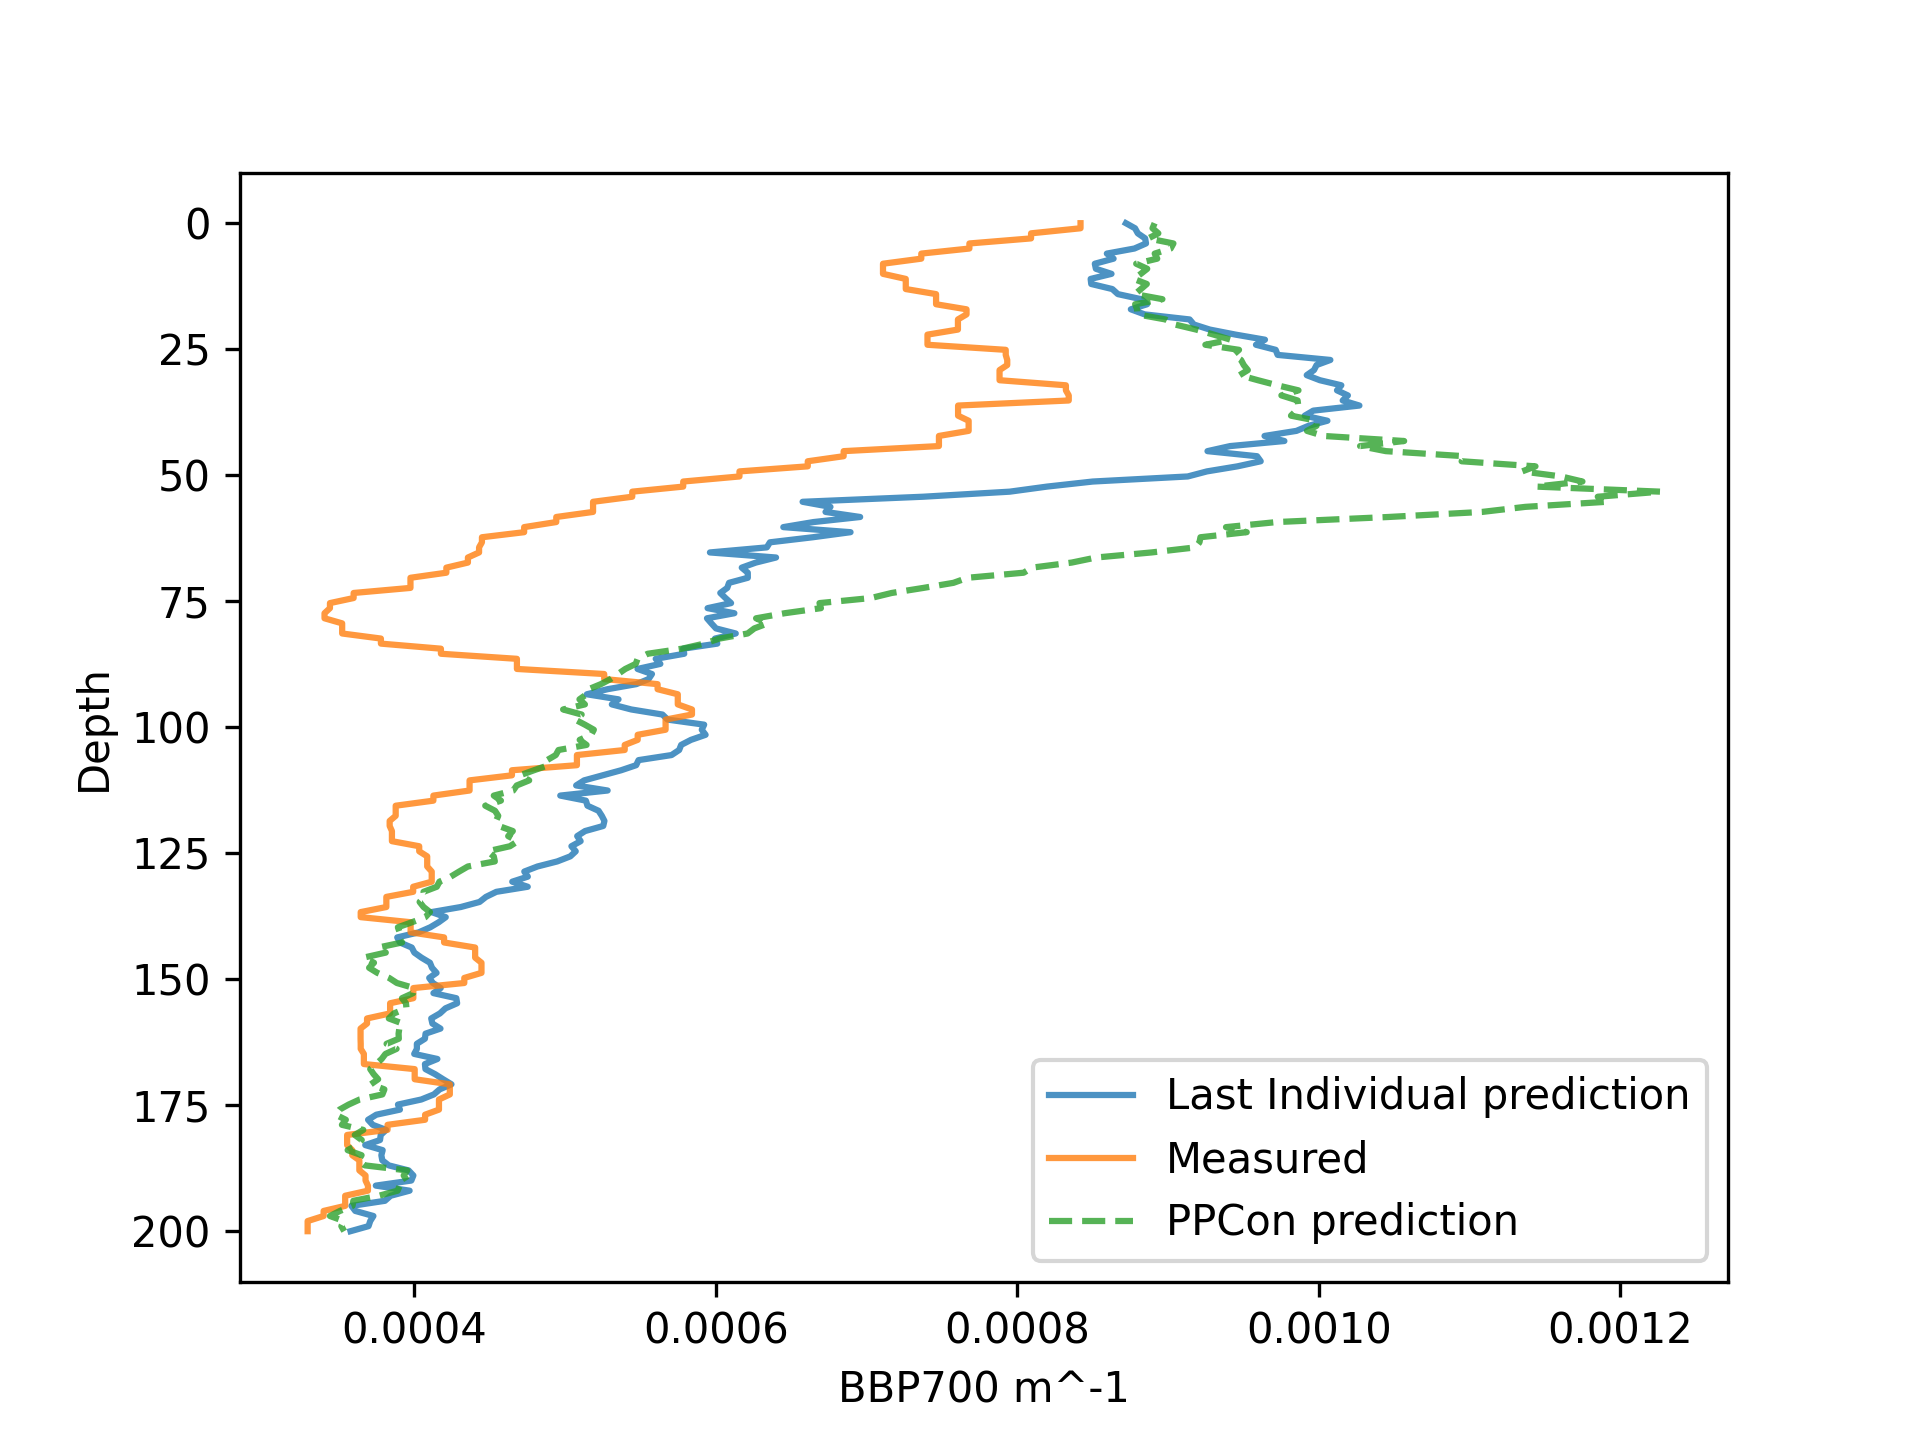 0
25
50
75
100
125
150
175
200
Depth
0.0004 0.0006 0.0008 0.0010 0.0012
BBP700 m^-1
Last Individual prediction
Measured
PPCon prediction